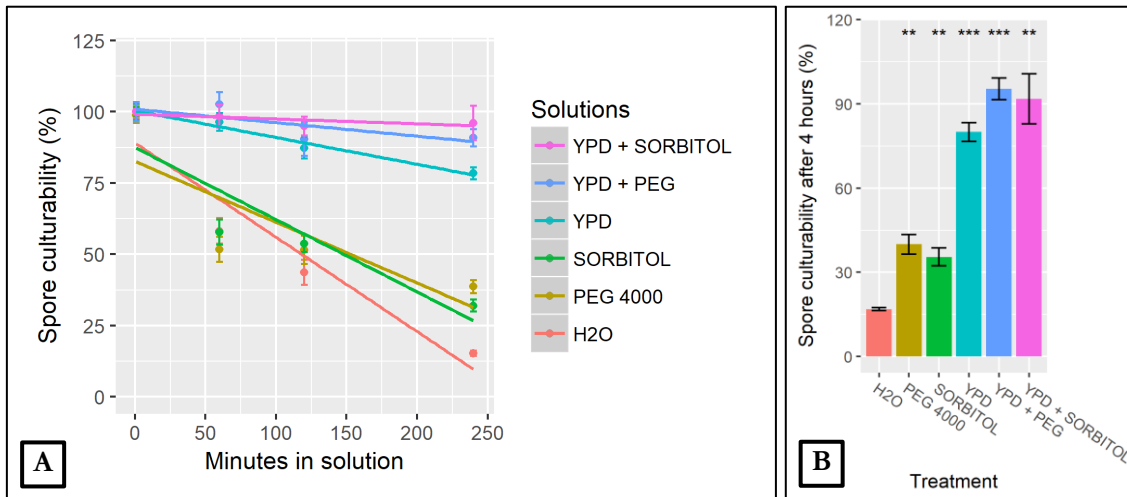 125
100
75
50
25
0
Spore culturability (%)
0 50 100 150 200 250
Minutes in solution
Solutions
YPD + SORBITOL
YPD + PEG
YPD
SORBITOL
PEG 4000
H2O
A
120
90
60
30
0
Spore culturability after 4 hours (%)
** ** *** *** **
H2O
PEG 4000
SORBITOL
YPD
YPD + PEG
YPD + SORBITOL
Treatment
B